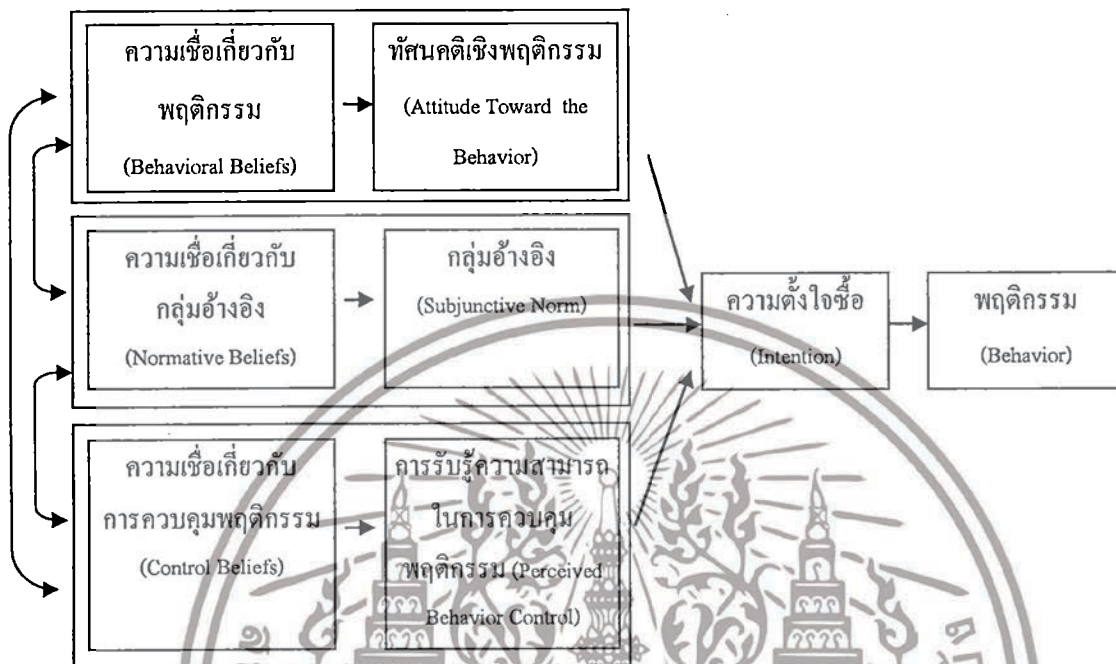 ความเชื่อเกี่ยวกับ
พฤติกรรม
(Behavioral Beliefs)
ทัศนคติเชิงพฤติกรรม
(Attitude Toward the
Behavior)
ความเชื่อเกี่ยวกับ
กลุ่มอ้างอิง
(Normative Beliefs)
กลุ่มอ้างอิง
(Subjunctive Norm)
ความเชื่อเกี่ยวกับ
การควบคุมพฤติกรรม
(Control Beliefs)
การรับรู้ความสามารถ
ในการควบคุม
พฤติกรรม (Perceived
Behavior Control)
ความตั้งใจซื้อ
(Intention)
พฤติกรรม
(Behavior)